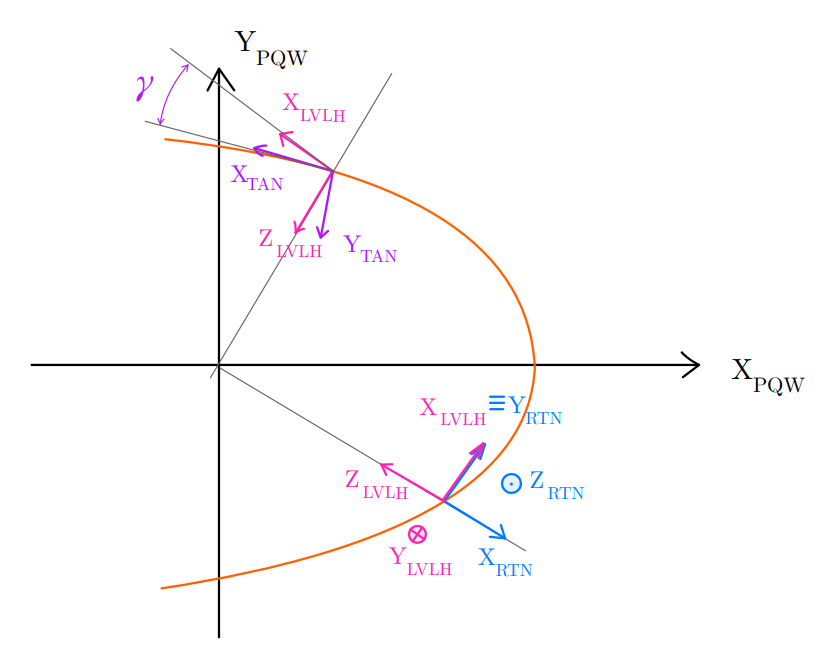 Y_PQW
γ
X_LVLH
X_TAN
Z_LVLH
Y_TAN
X_PQW
X_LVLH ≡ Y_RTN
Z_LVLH
Z_RTN
Y_LVLH
X_RTN